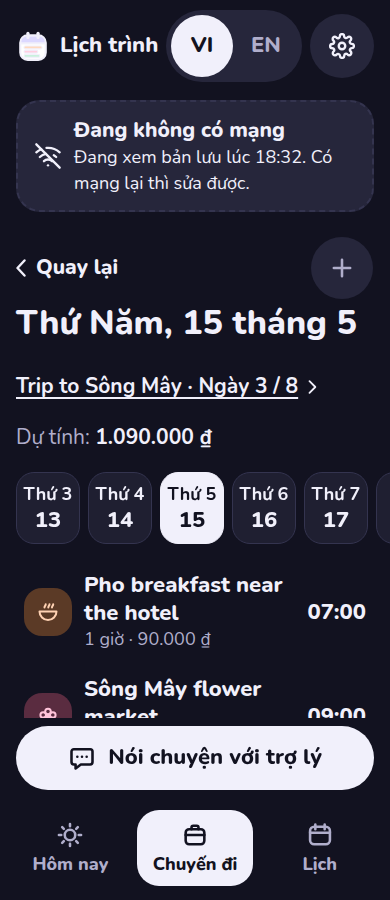 Lịch trình
VI
EN
Đang không có mạng
Đang xem bản lưu lúc 18:32. Có
mạng lại thì sửa được.
Quay lại
Thứ Năm, 15 tháng 5
Trip to Sông Mây · Ngày 3 / 8
Dự tính: 1.090.000 ₫
Thứ 3
13
Thứ 4
14
Thứ 5
15
Thứ 6
16
Thứ 7
17
Pho breakfast near
the hotel
07:00
1 giờ · 90.000 ₫
Sông Mây flower
market
09:00
Nói chuyện với trợ lý
Hôm nay
Chuyến đi
Lịch